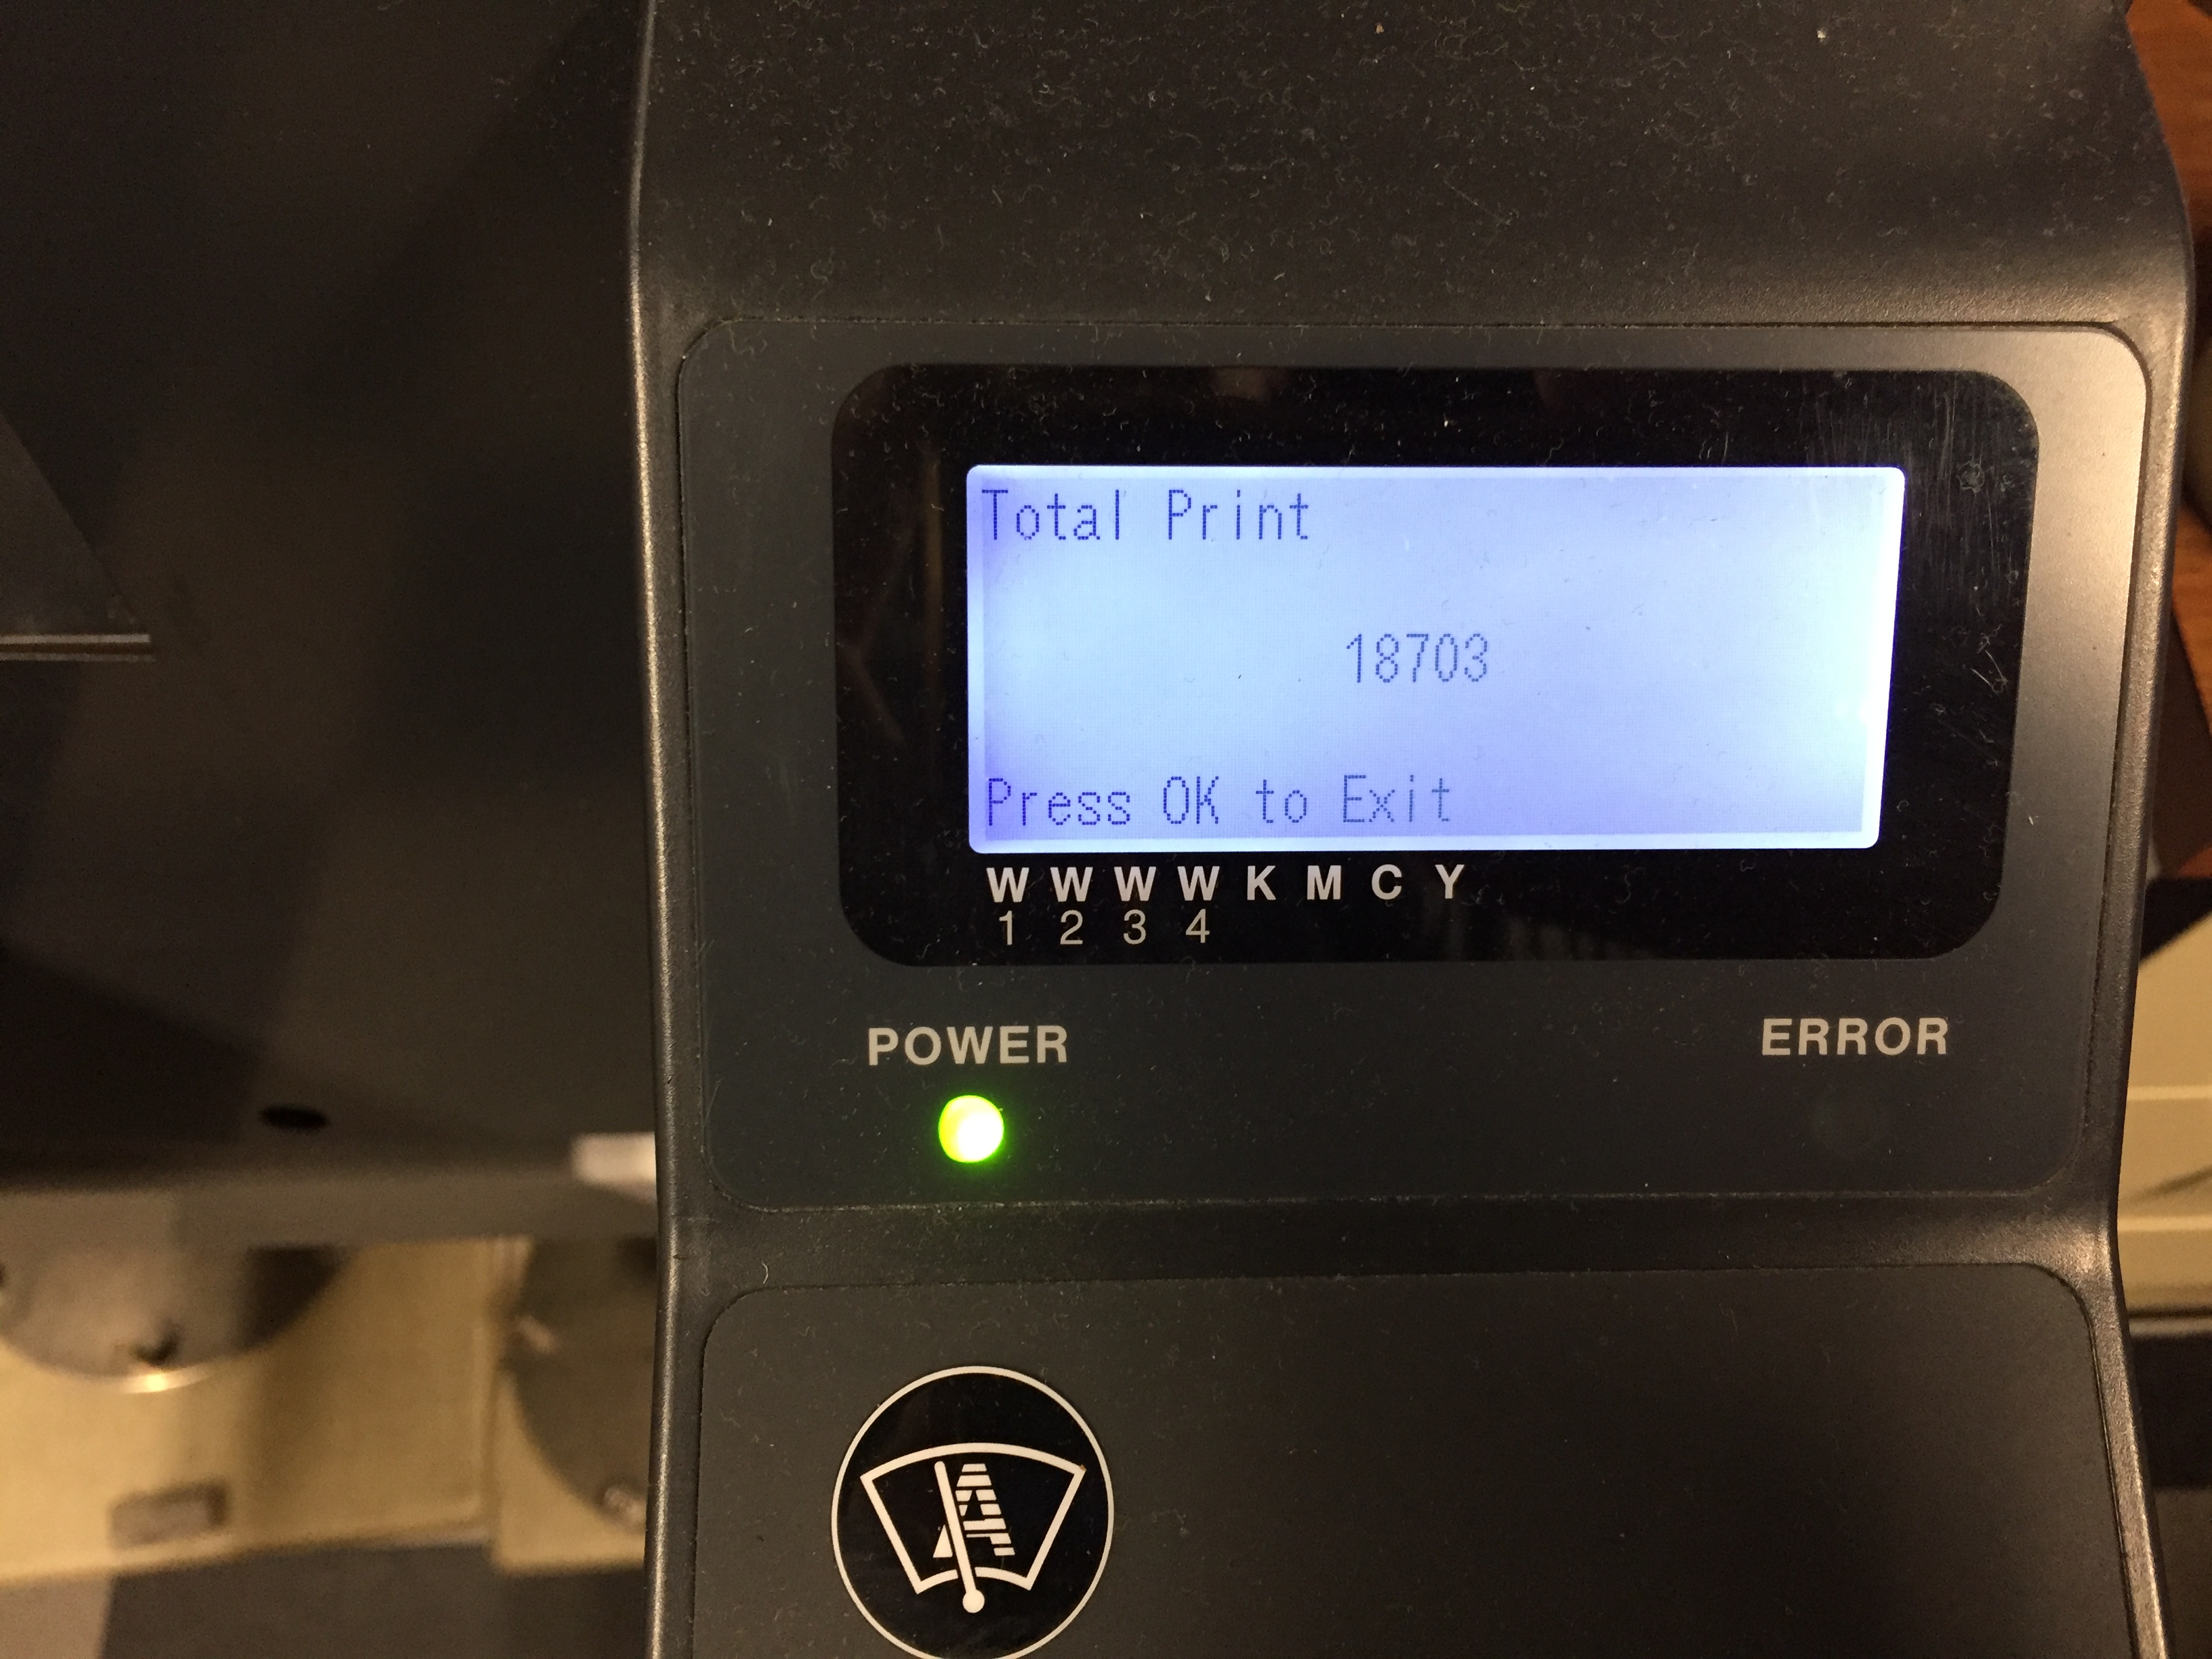 Total Print
18703
Press OK to Exit
W W W W K M C Y
1 2 3 4
POWER
ERROR